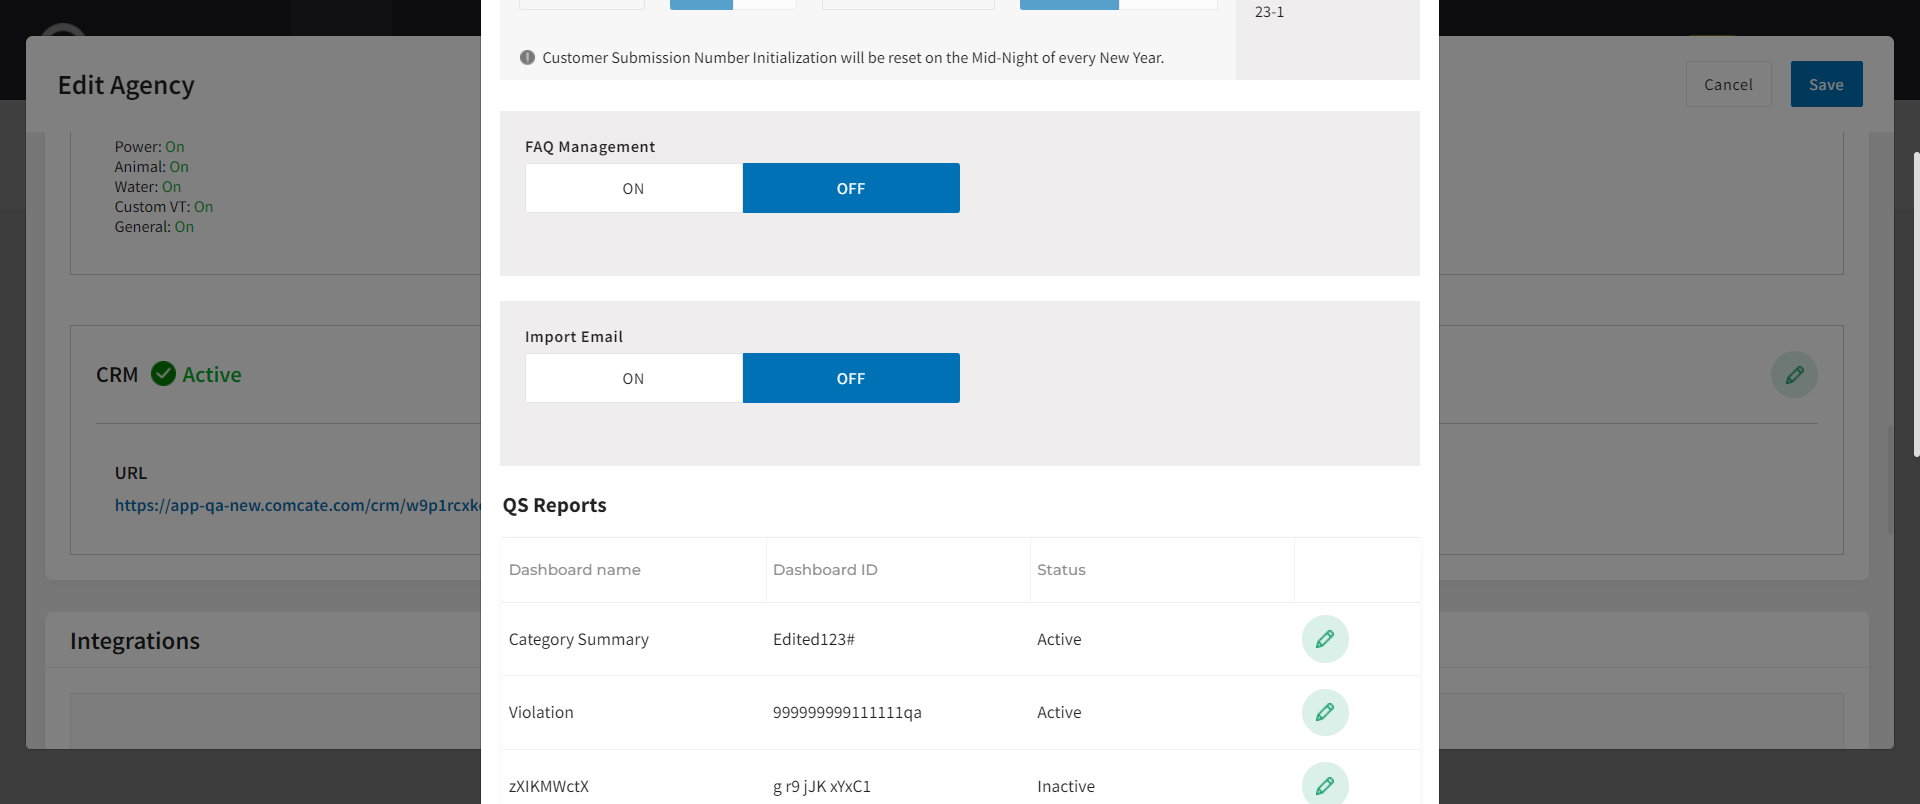 23-1
Customer Submission Number Initialization will be reset on the Mid-Night of every New Year.
Edit Agency
Cancel
Save
Power: On
Animal: On
Water: On
Custom VT: On
General: On
FAQ Management
ON
OFF
Import Email
ON
OFF
CRM
Active
URL
https://app-qa-new.comcate.com/crm/w9p1rcxk
QS Reports
Dashboard name
Dashboard ID
Status
Category Summary
Edited123#
Active
Violation
999999999111111qa
Active
zXIKMWctX
g r9 jJK xYxC1
Inactive
Integrations